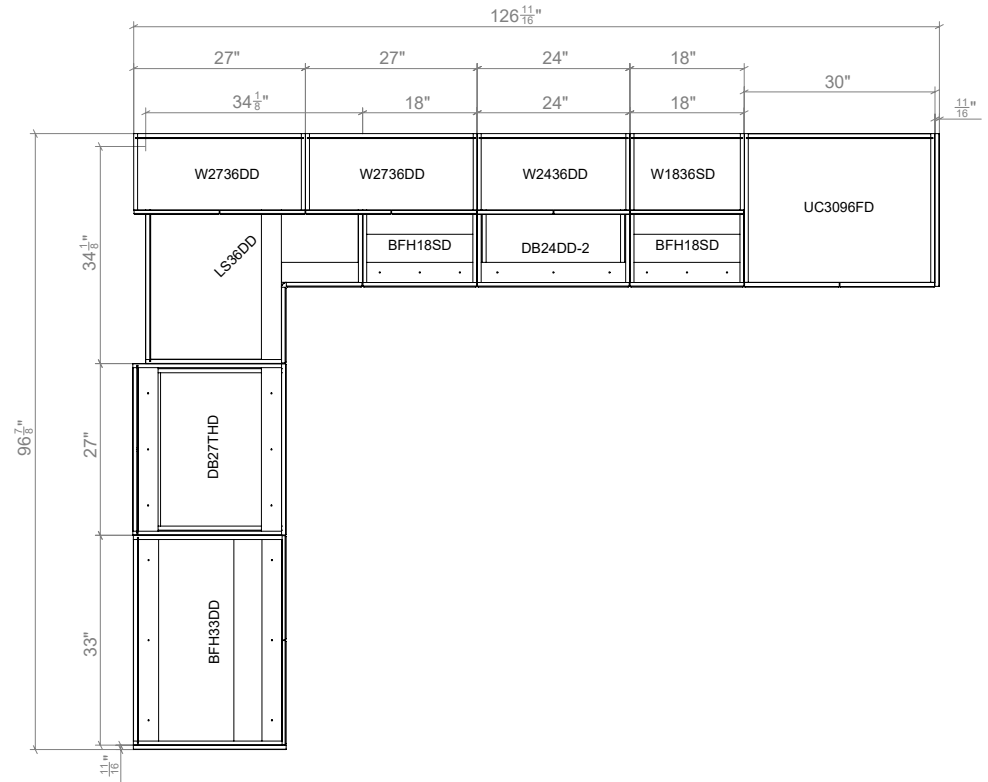 126 11/16"
27" 27" 24" 18"
30"
34 1/8" 18" 24" 18"
11/16"
W2736DD W2736DD W2436DD W1836SD
UC3096FD
34 1/8"
LS36DD
BFH18SD DB24DD-2 BFH18SD
96 7/8"
27"
DB27THD
33"
BFH33DD
11/16"